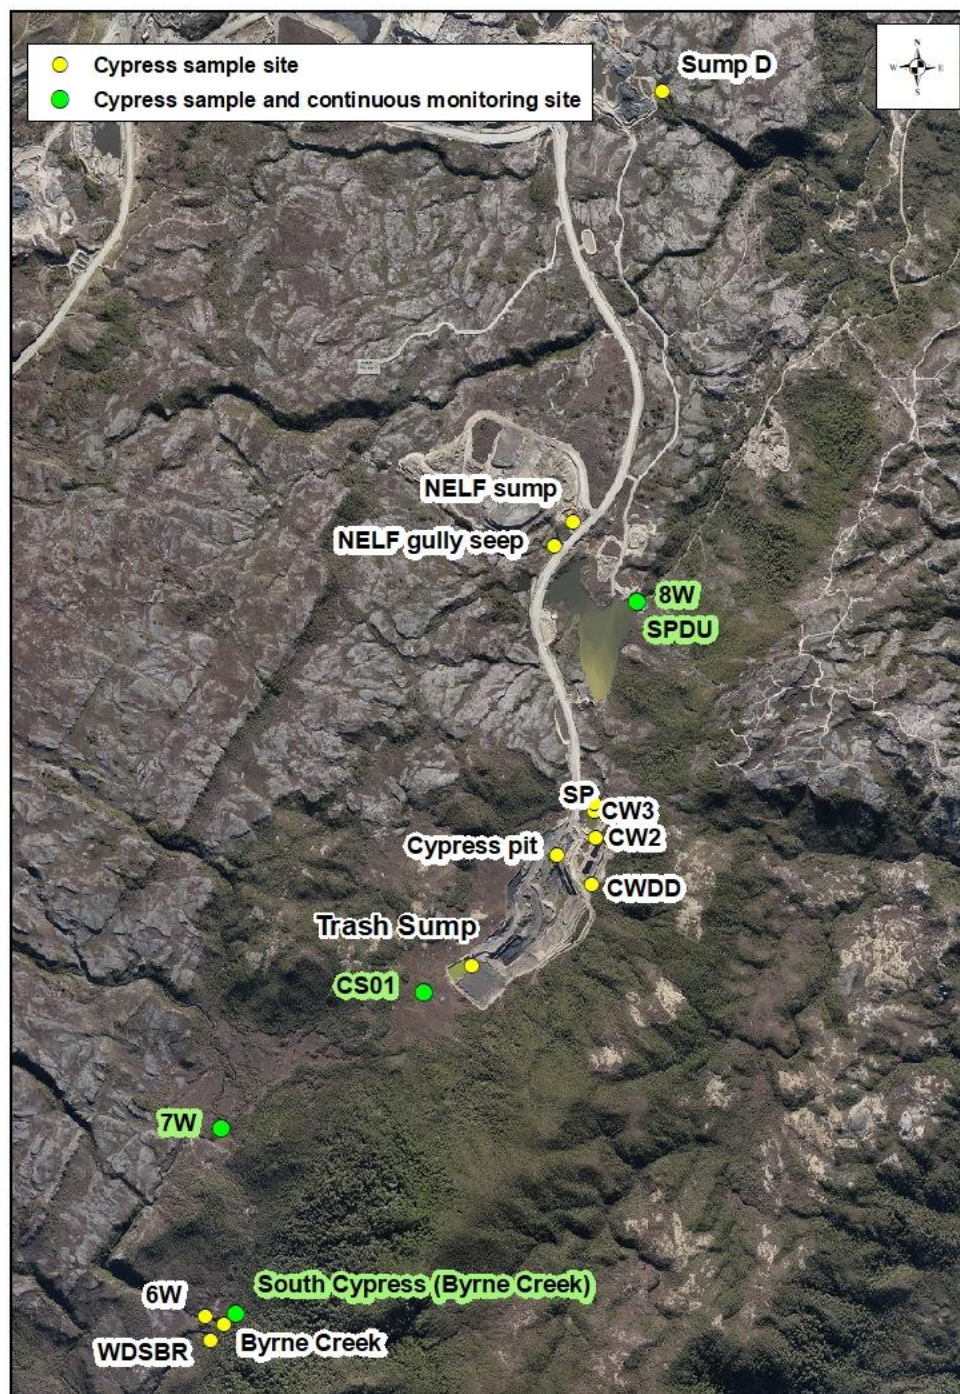 Cypress sample site
Cypress sample and continuous monitoring site
Sump D
N
W E
S
NELF sump
NELF gully seep
8W
SPDU
SP
CW3
CW2
Cypress pit
CWDD
Trash Sump
CS01
7W
South Cypress (Byrne Creek)
6W
Byrne Creek
WDSBR